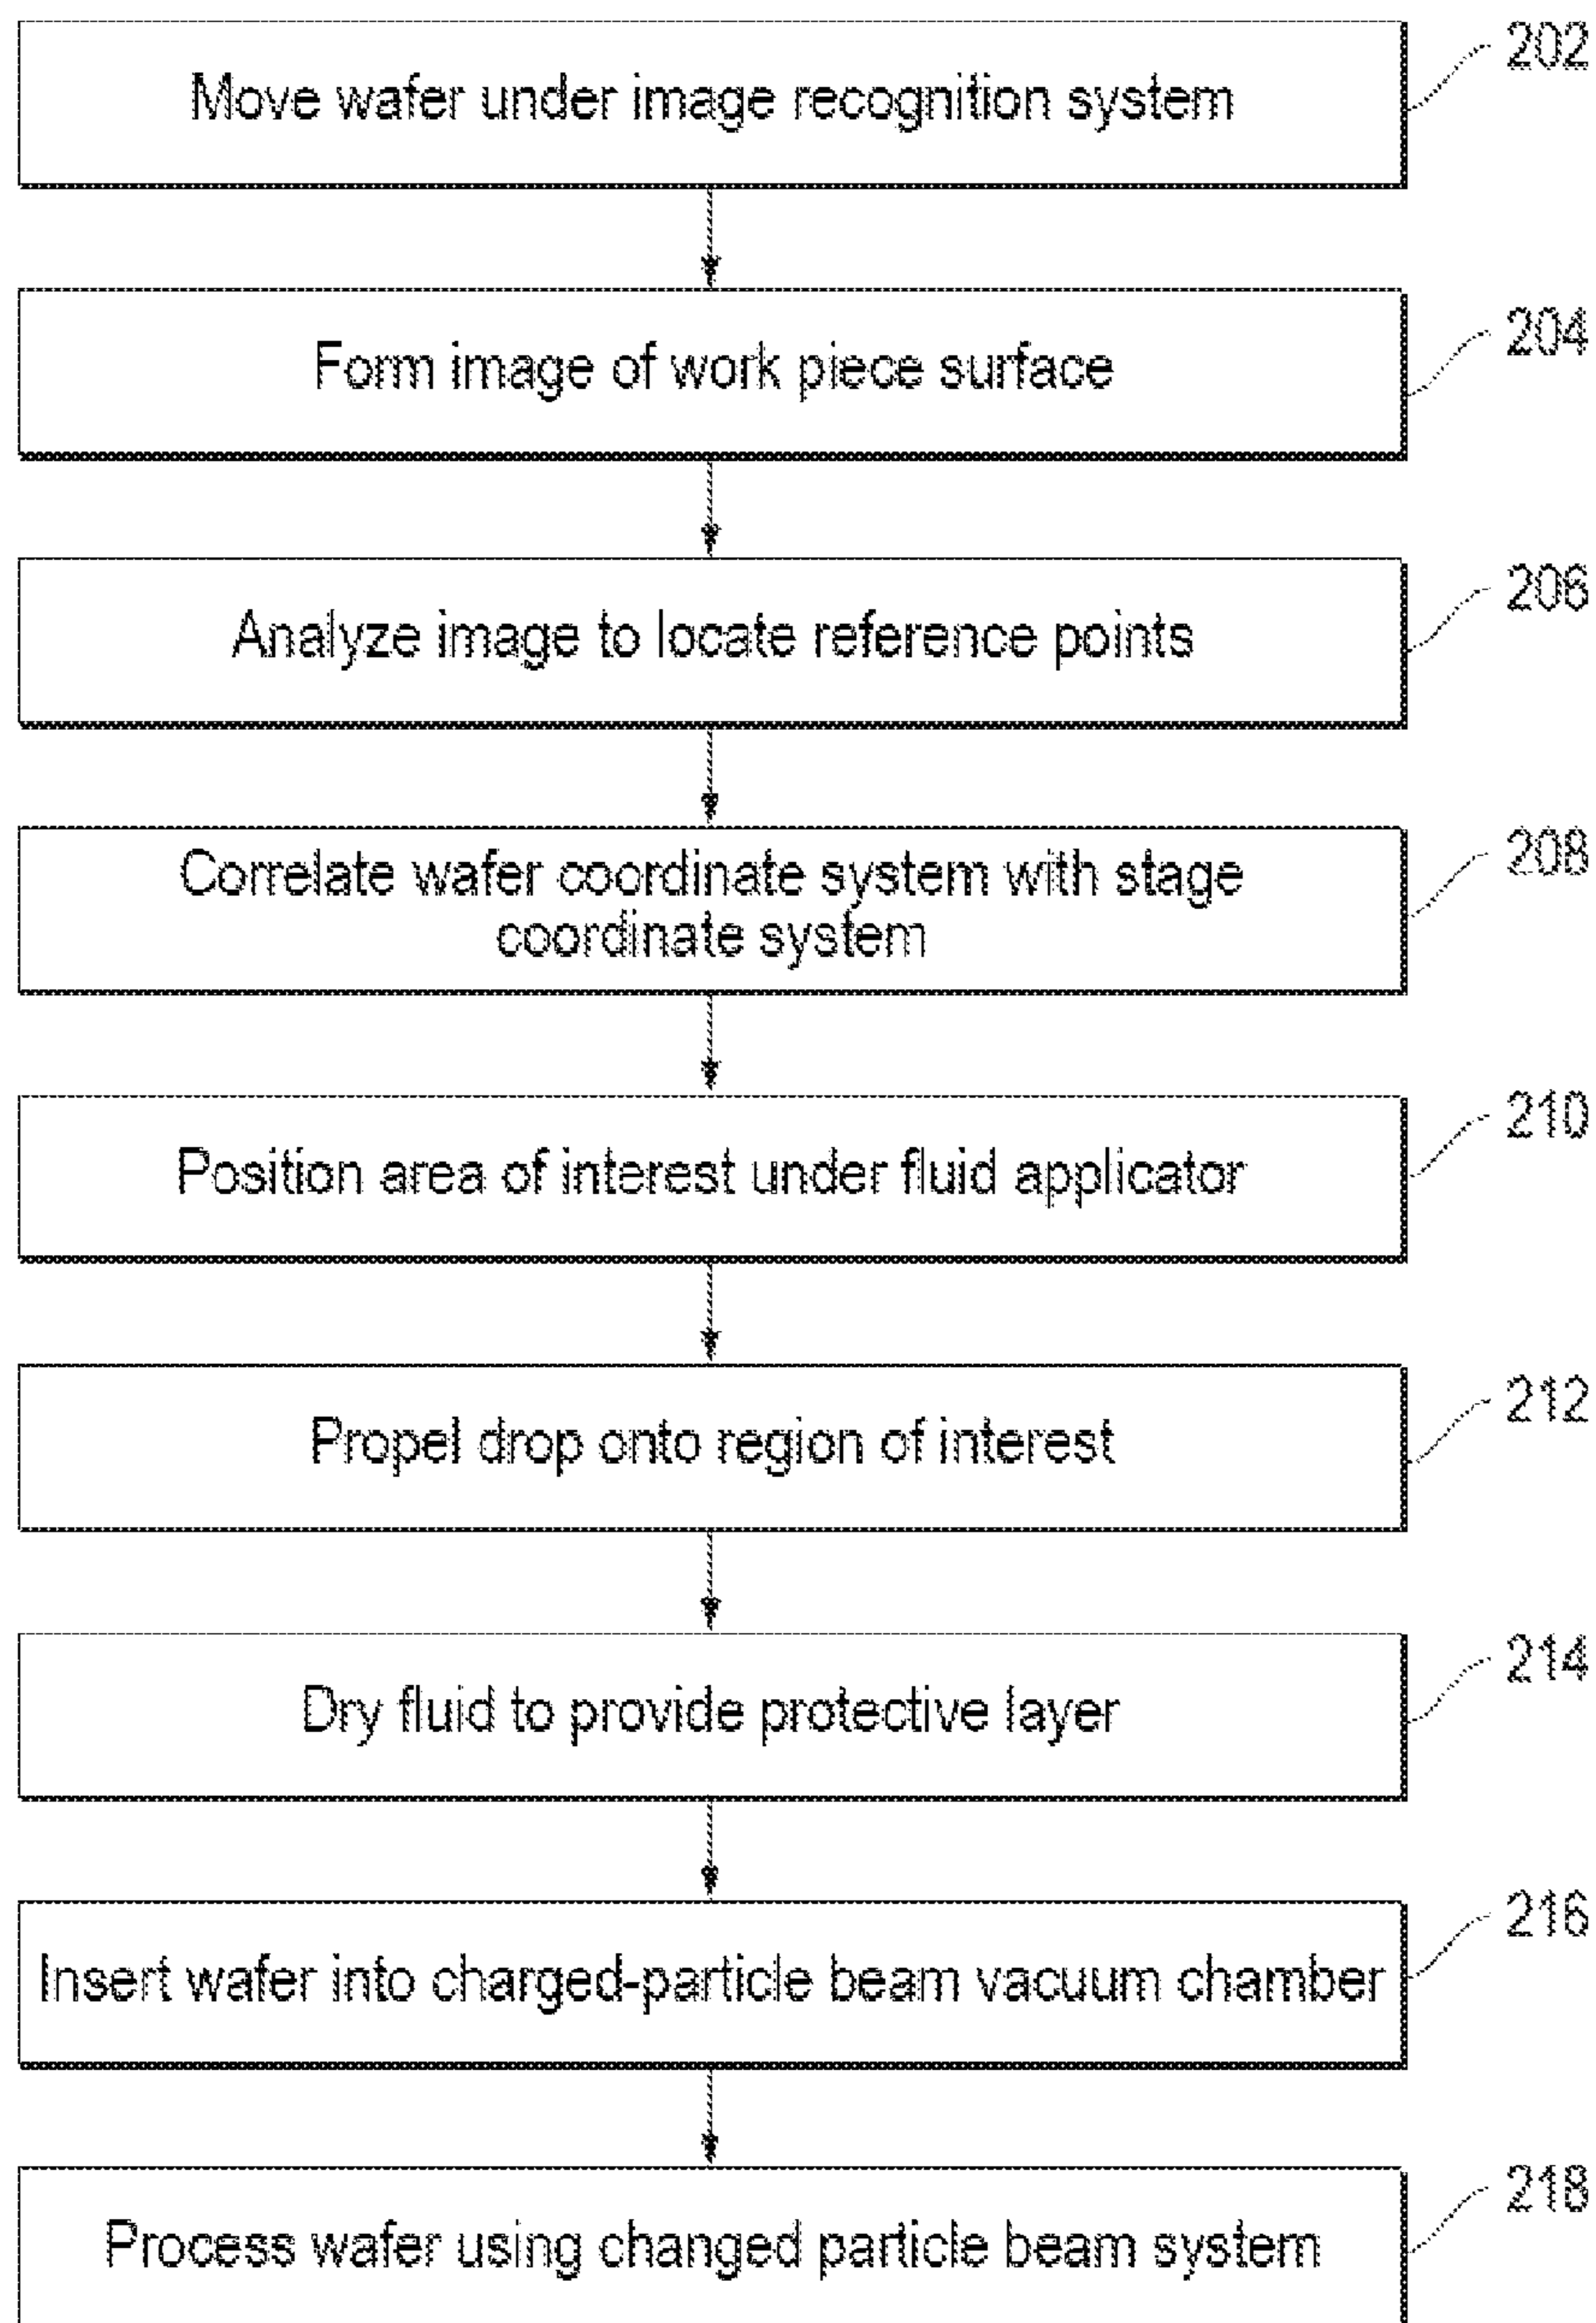 Move wafer under image recognition system
202
Form image of work piece surface
204
Analyze image to locate reference points
206
Correlate wafer coordinate system with stage
coordinate system
208
Position area of interest under fluid applicator
210
Propel drop onto region of interest
212
Dry fluid to provide protective layer
214
Insert wafer into charged-particle beam vacuum chamber
216
Process wafer using changed particle beam system
218